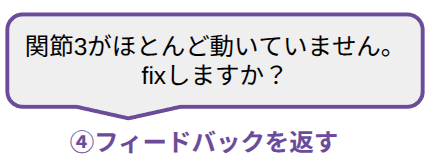 関節3がほとんど動いていません。
fixしますか？
④フィードバックを返す